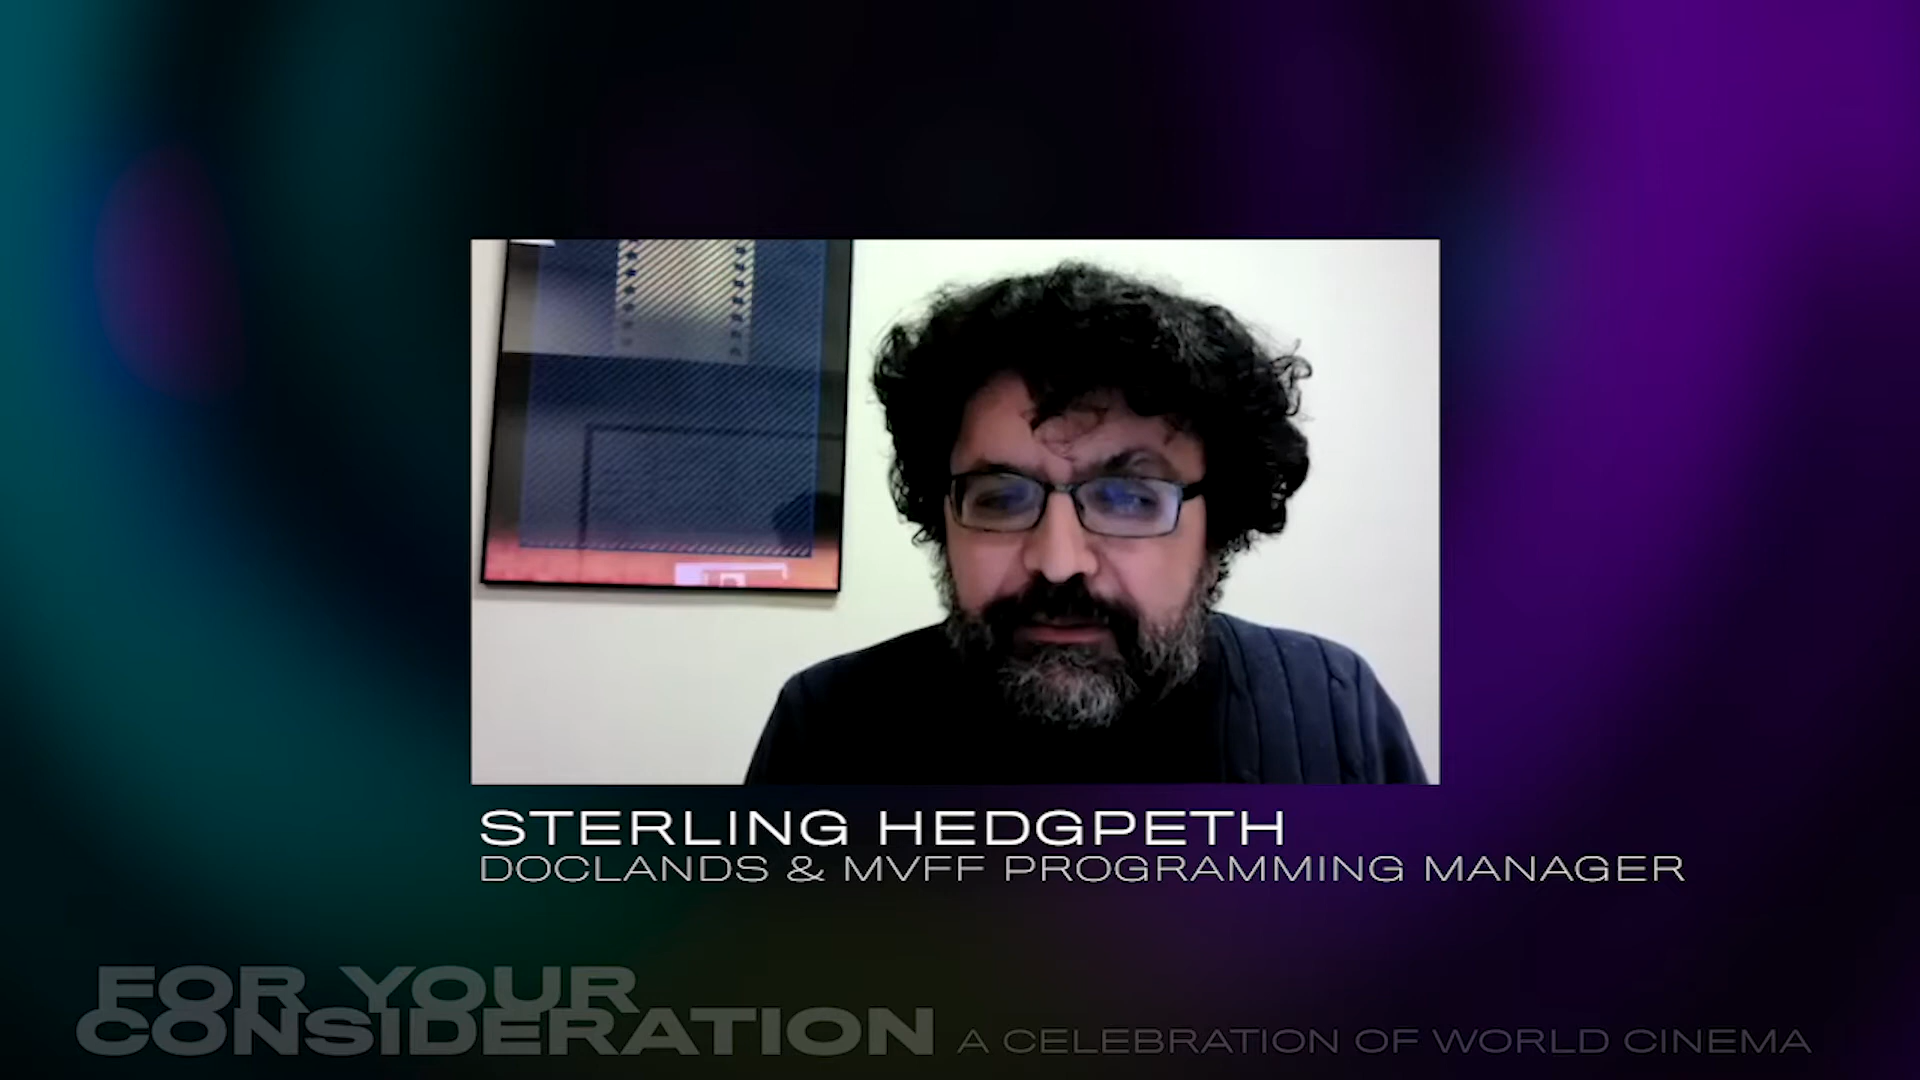 STERLING HEDGPETH
DOCLANDS & MVFF PROGRAMMING MANAGER
FOR YOUR
CONSIDERATION A CELEBRATION OF WORLD CINEMA